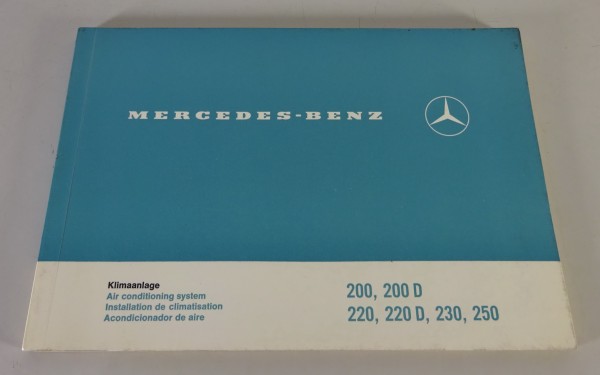 MERCEDES-BENZ
Klimaanlage
Air conditioning system
Installation de climatisation
Acondicionador de aire
200, 200 D
220, 220 D, 230, 250